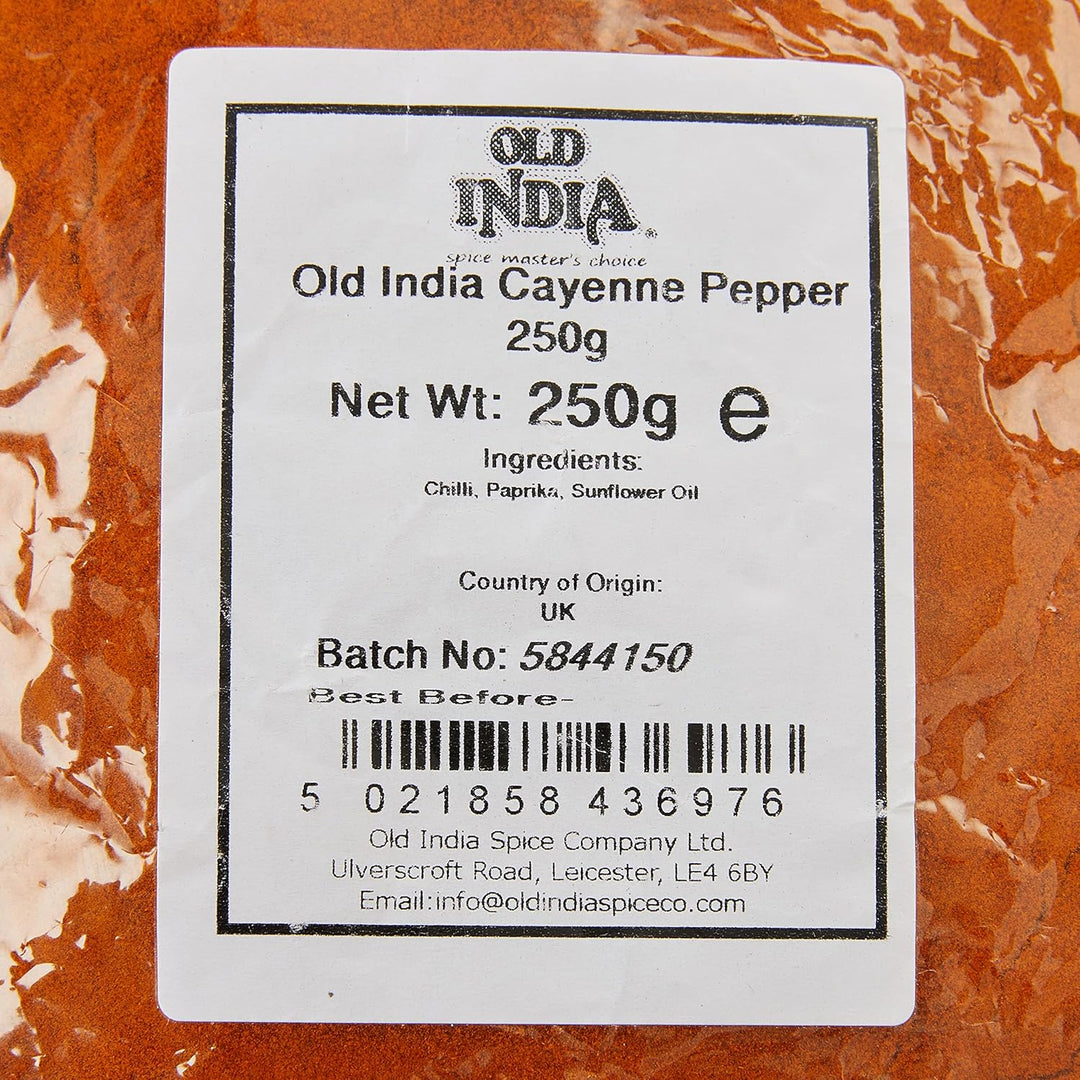 OLD
INDIA®
spice master's choice
Old India Cayenne Pepper
250g
Net Wt: 250g e
Ingredients:
Chilli, Paprika, Sunflower Oil
Country of Origin:
UK
Batch No: 5844150
Best Before-
5 021858 436976
Old India Spice Company Ltd.
Ulverscroft Road, Leicester, LE4 6BY
Email:info@oldindiaspiceco.com